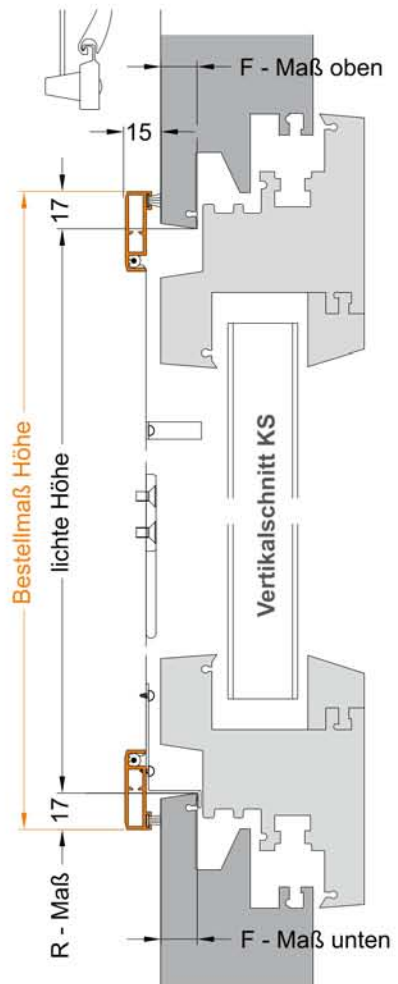 F - Maß oben
15
17
Bestellmaß Höhe
lichte Höhe
Vertikalschnitt KS
17
R - Maß
F - Maß unten